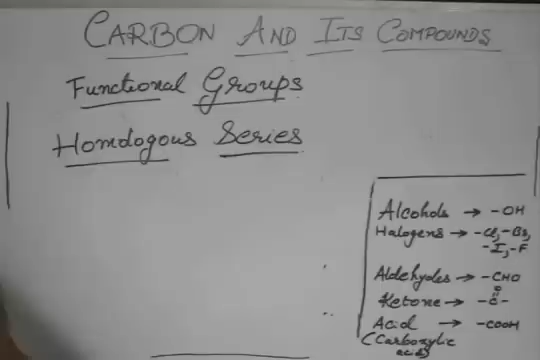 CARBON AND ITS COMPOUNDS
Functional Groups
Homologous Series
Alcohols → -OH
Halogens → -Cl, -Br,
-I, -F
Aldehydes → -CHO
O
Ketone → -C-
Acid → -COOH
(Carboxylic
acids)